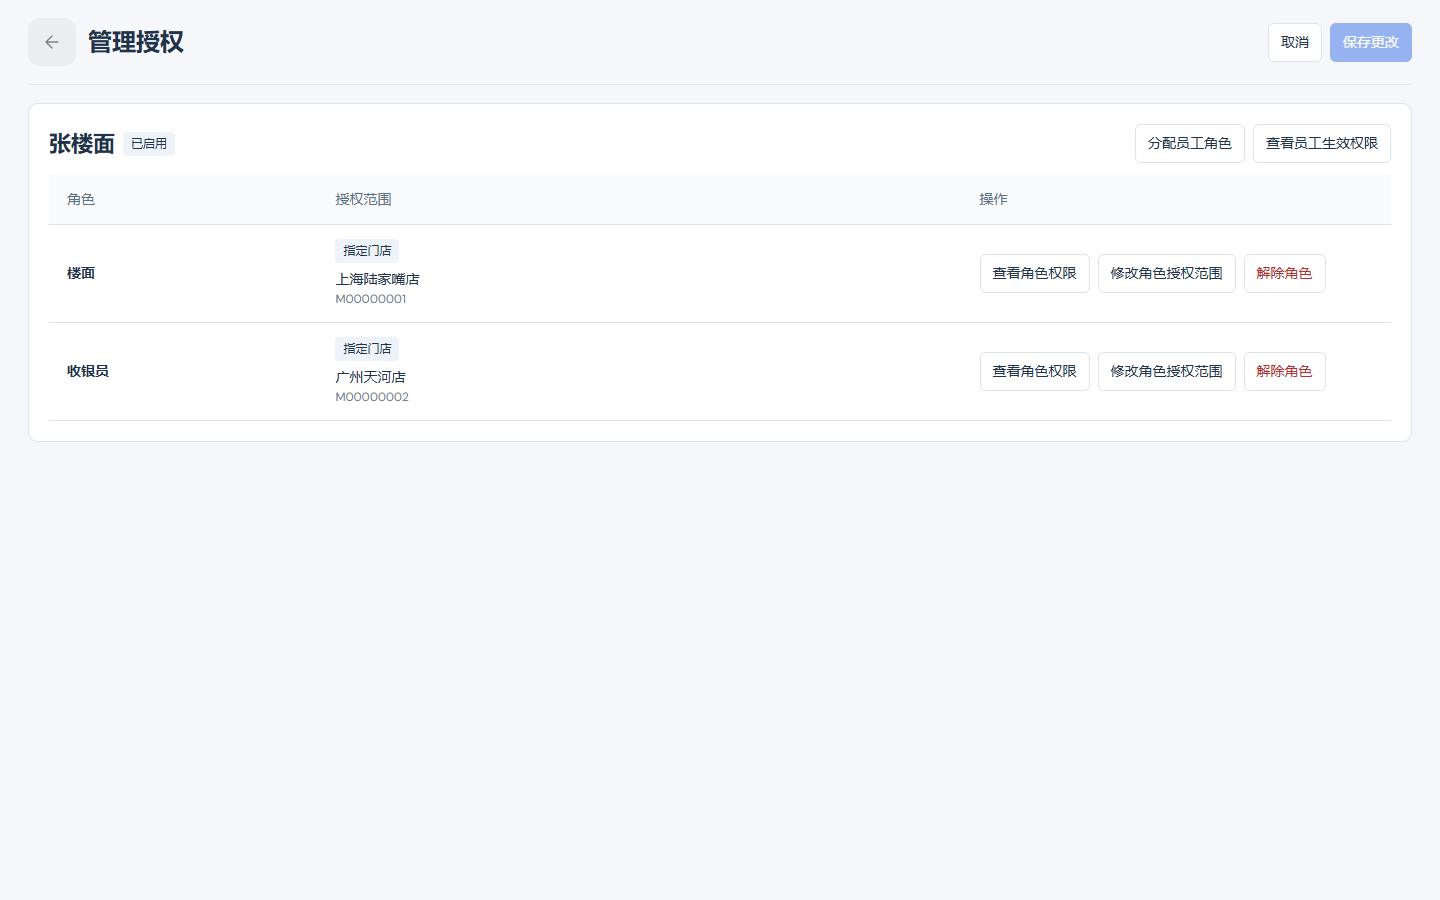 管理授权
取消
保存更改
张楼面
已启用
分配员工角色
查看员工生效权限
角色
授权范围
操作
楼面
指定门店
上海陆家嘴店
M00000001
查看角色权限
修改角色授权范围
解除角色
收银员
指定门店
广州天河店
M00000002
查看角色权限
修改角色授权范围
解除角色